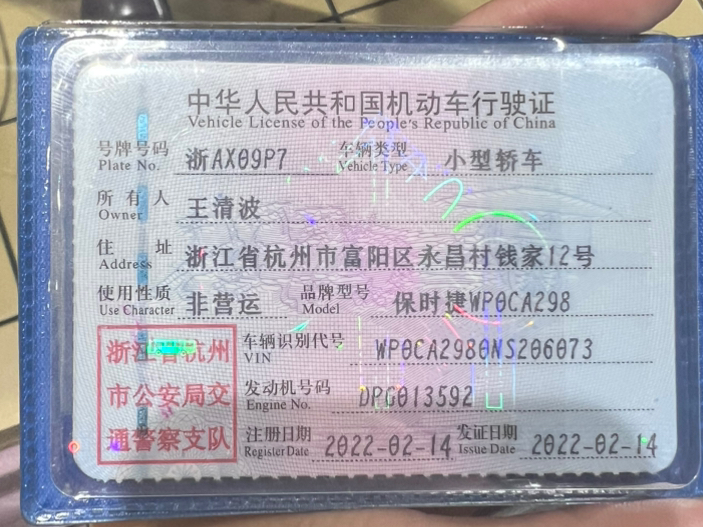 中华人民共和国机动车行驶证
Vehicle License of the People's Republic of China
号牌号码 浙AX09P7 车辆类型 小型轿车
Plate No. Vehicle Type
所有人 王清波
Owner
住址 浙江省杭州市富阳区永昌村钱家12号
Address
使用性质 非营运 品牌型号 保时捷WP0CA298
Use Character Model
浙江省杭州 车辆识别代号 WP0CA2980NS206073
VIN
市公安局交 发动机号码 DPG013592
Engine No.
通警察支队 注册日期 2022-02-14 发证日期 2022-02-14
Register Date Issue Date